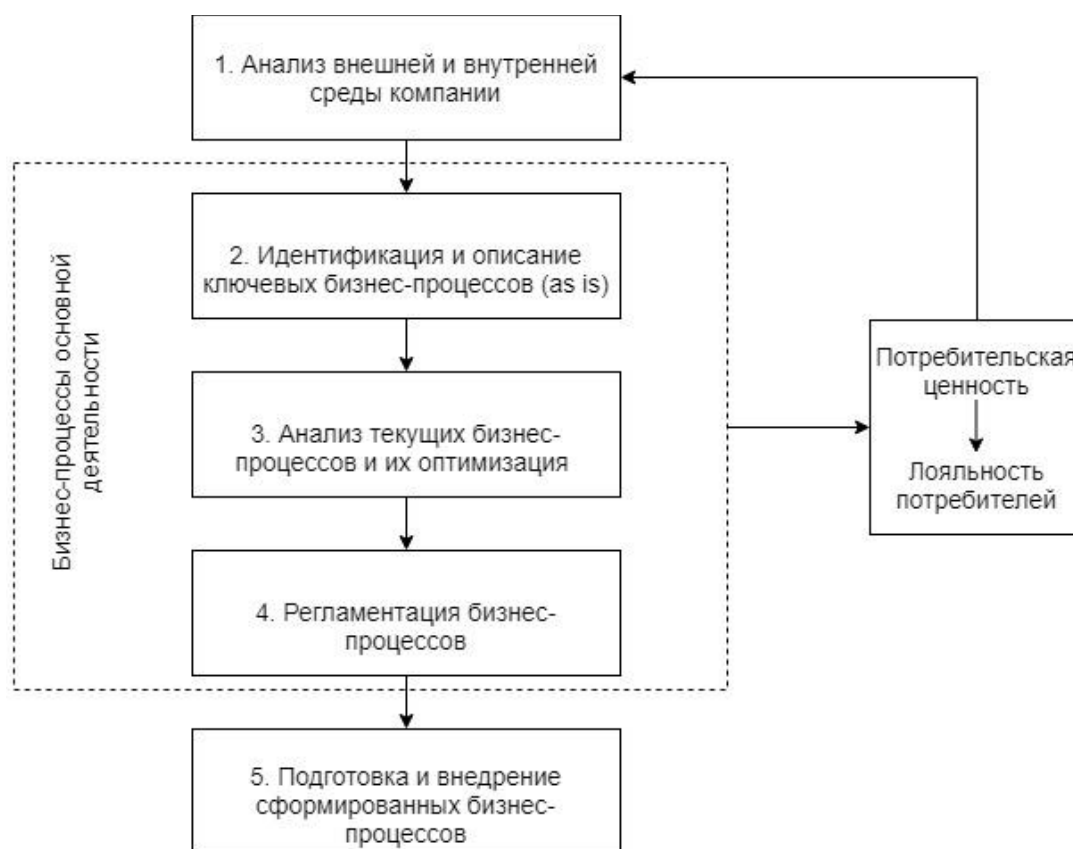 1. Анализ внешней и внутренней
среды компании
2. Идентификация и описание
ключевых бизнес-процессов (as is)
3. Анализ текущих бизнес-
процессов и их оптимизация
4. Регламентация бизнес-
процессов
5. Подготовка и внедрение
сформированных бизнес-
процессов
Бизнес-процессы основной
деятельности
Потребительская
ценность
Лояльность
потребителей